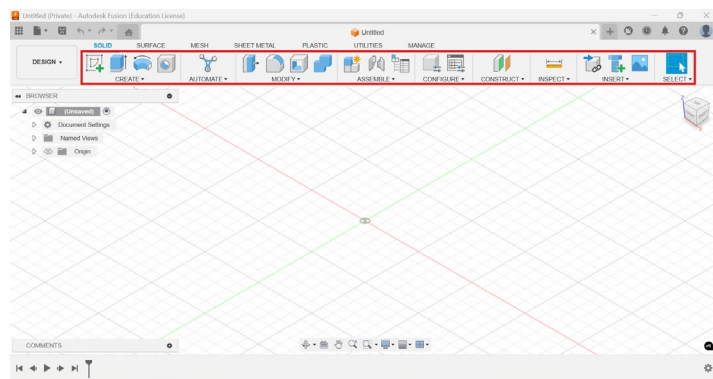 Untitled (Private) - Autodesk Fusion (Education License)
Untitled
SOLID SURFACE MESH SHEET METAL PLASTIC UTILITIES MANAGE
DESIGN
CREATE AUTOMATE MODIFY ASSEMBLE CONFIGURE CONSTRUCT INSPECT INSERT SELECT
BROWSER
(Unsaved)
Document Settings
Named Views
Origin
COMMENTS